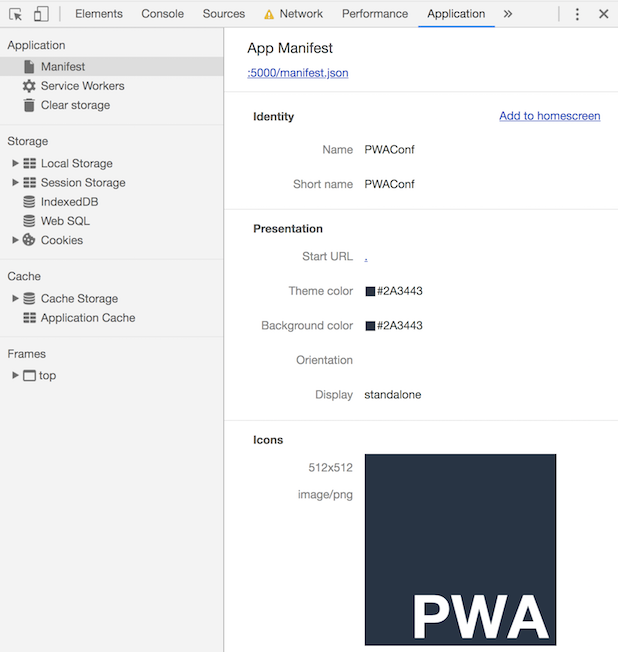 Elements Console Sources Network Performance Application »
Application
Manifest
Service Workers
Clear storage
Storage
Local Storage
Session Storage
IndexedDB
Web SQL
Cookies
Cache
Cache Storage
Application Cache
Frames
top
App Manifest
:5000/manifest.json
Identity Add to homescreen
Name PWAConf
Short name PWAConf
Presentation
Start URL .
Theme color #2A3443
Background color #2A3443
Orientation
Display standalone
Icons
512x512
image/png
PWA